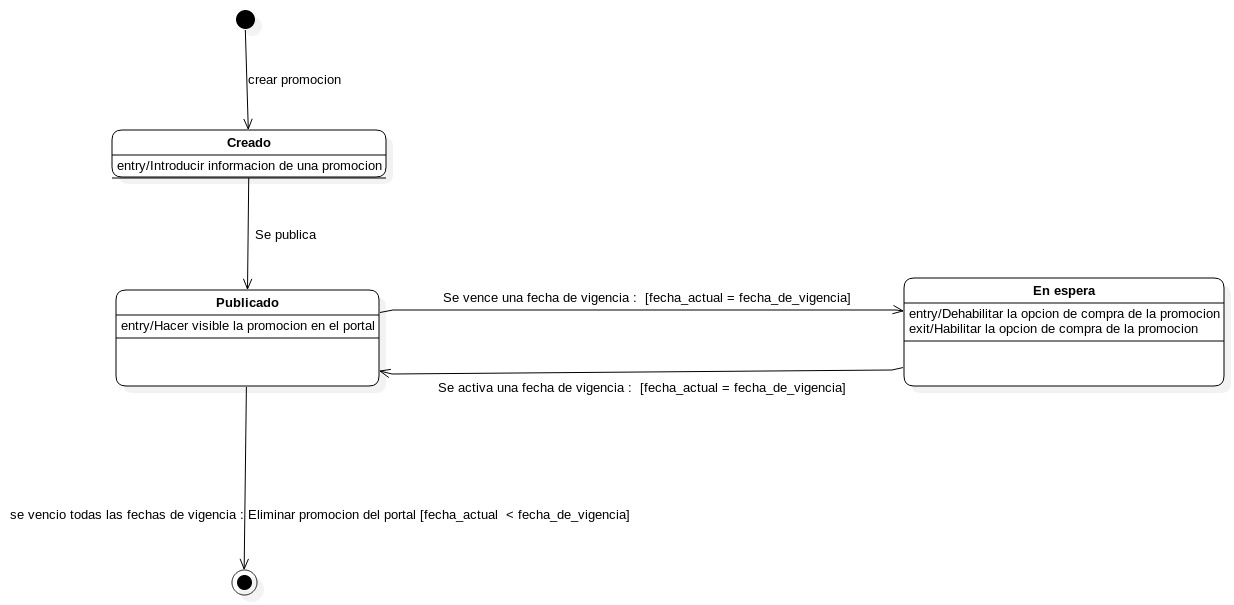 crear promocion
Creado
entry/Introducir informacion de una promocion
Se publica
Publicado
entry/Hacer visible la promocion en el portal
Se vence una fecha de vigencia :  [fecha_actual = fecha_de_vigencia]
En espera
entry/Dehabilitar la opcion de compra de la promocion
exit/Habilitar la opcion de compra de la promocion
Se activa una fecha de vigencia :  [fecha_actual = fecha_de_vigencia]
se vencio todas las fechas de vigencia : Eliminar promocion del portal [fecha_actual  < fecha_de_vigencia]